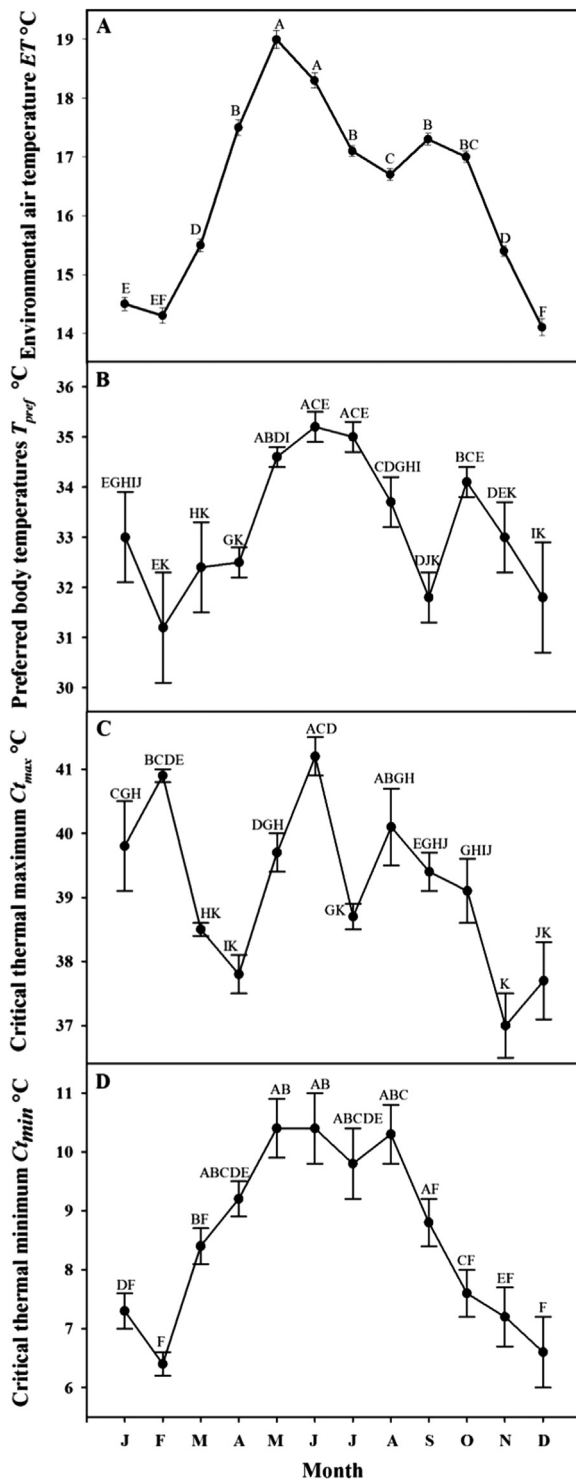 A
Environmental air temperature ET °C
19
18
17
16
15
14
E
EF
D
B
A
A
B
C
B
BC
D
F
B
Preferred body temperatures Tpref °C
36
35
34
33
32
31
30
EGHIJ
EK
HK
GK
ABDI
ACE
ACE
CDGHI
DJK
BCE
DEK
IK
C
Critical thermal maximum Ctmax °C
41
40
39
38
37
CGH
BCDE
HK
IK
DGH
ACD
GK
ABGH
EGHJ
GHIJ
K
JK
D
Critical thermal minimum Ctmin °C
11
10
9
8
7
6
DF
F
BF
ABCDE
AB
AB
ABCDE
ABC
AF
CF
EF
F
J F M A M J J A S O N D
Month